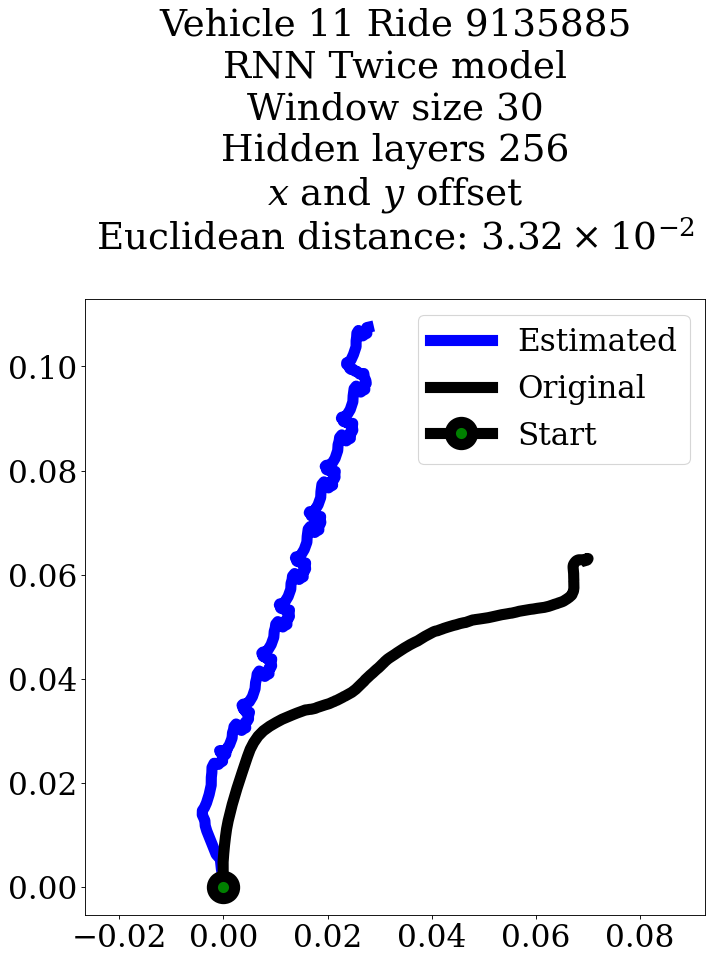 Vehicle 11 Ride 9135885
RNN Twice model
Window size 30
Hidden layers 256
x and y offset
Euclidean distance: 3.32 × 10⁻²
Estimated
Original
Start
0.10
0.08
0.06
0.04
0.02
0.00
−0.02 0.00 0.02 0.04 0.06 0.08